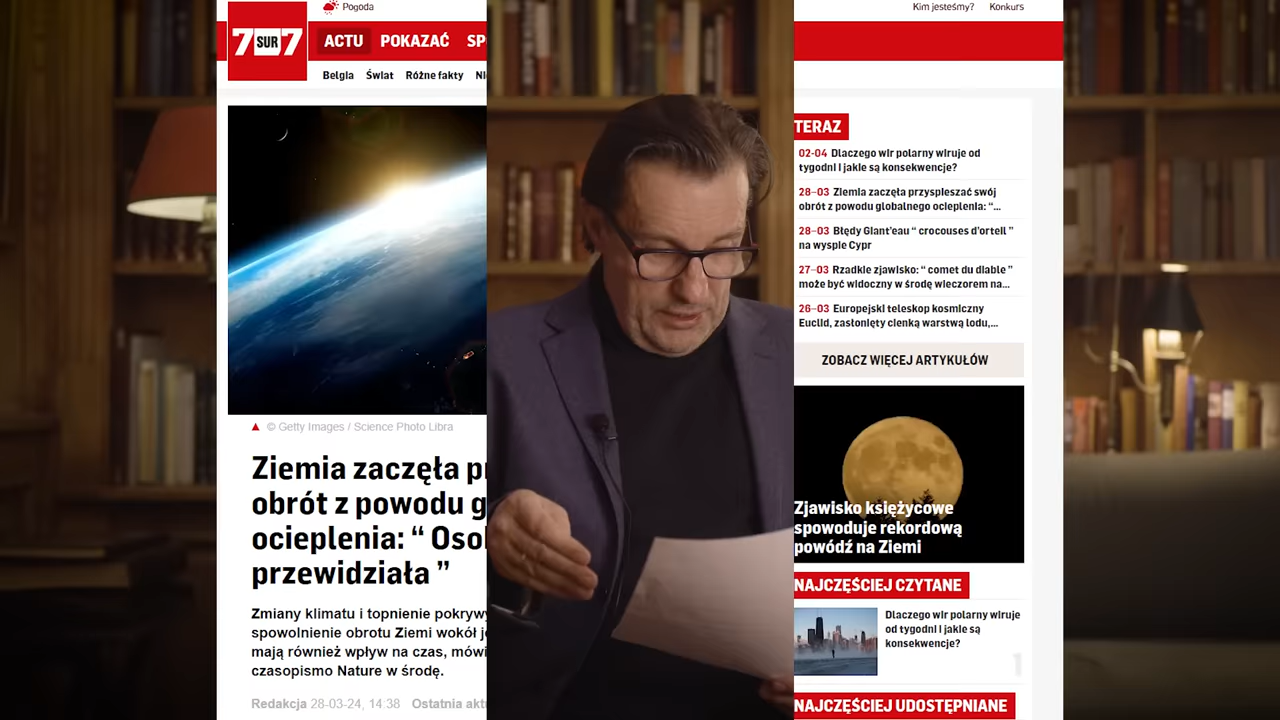 Pogoda
Kim jesteśmy? Konkurs
7 SUR 7
ACTU POKAZAĆ SP
Belgia Świat Różne fakty Ni
TERAZ
02-04 Dlaczego wir polarny wiruje od
tygodni i jakie są konsekwencje?
28-03 Ziemia zaczęła przyspieszać swój
obrót z powodu globalnego ocieplenia: “...
28-03 Błędy Giant'eau “ crocouses d'orteil ”
na wyspie Cypr
27-03 Rzadkie zjawisko: “ comet du diable ”
może być widoczny w środę wieczorem na...
26-03 Europejski teleskop kosmiczny
Euclid, zasłonięty cienką warstwą lodu,...
ZOBACZ WIĘCEJ ARTYKUŁÓW
© Getty Images / Science Photo Libra
Ziemia zaczęła p
obrót z powodu g
ocieplenia: “ Oso
przewidziała ”
Zmiany klimatu i topnienie pokryw
spowolnienie obrotu Ziemi wokół j
mają również wpływ na czas, mówi
czasopismo Nature w środę.
Redakcja 28-03-24, 14:38 Ostatnia akt
Zjawisko księżycowe
spowoduje rekordową
powódź na Ziemi
NAJCZĘŚCIEJ CZYTANE
Dlaczego wir polarny wiruje
od tygodni i jakie są
konsekwencje?
1
NAJCZĘŚCIEJ UDOSTĘPNIANE